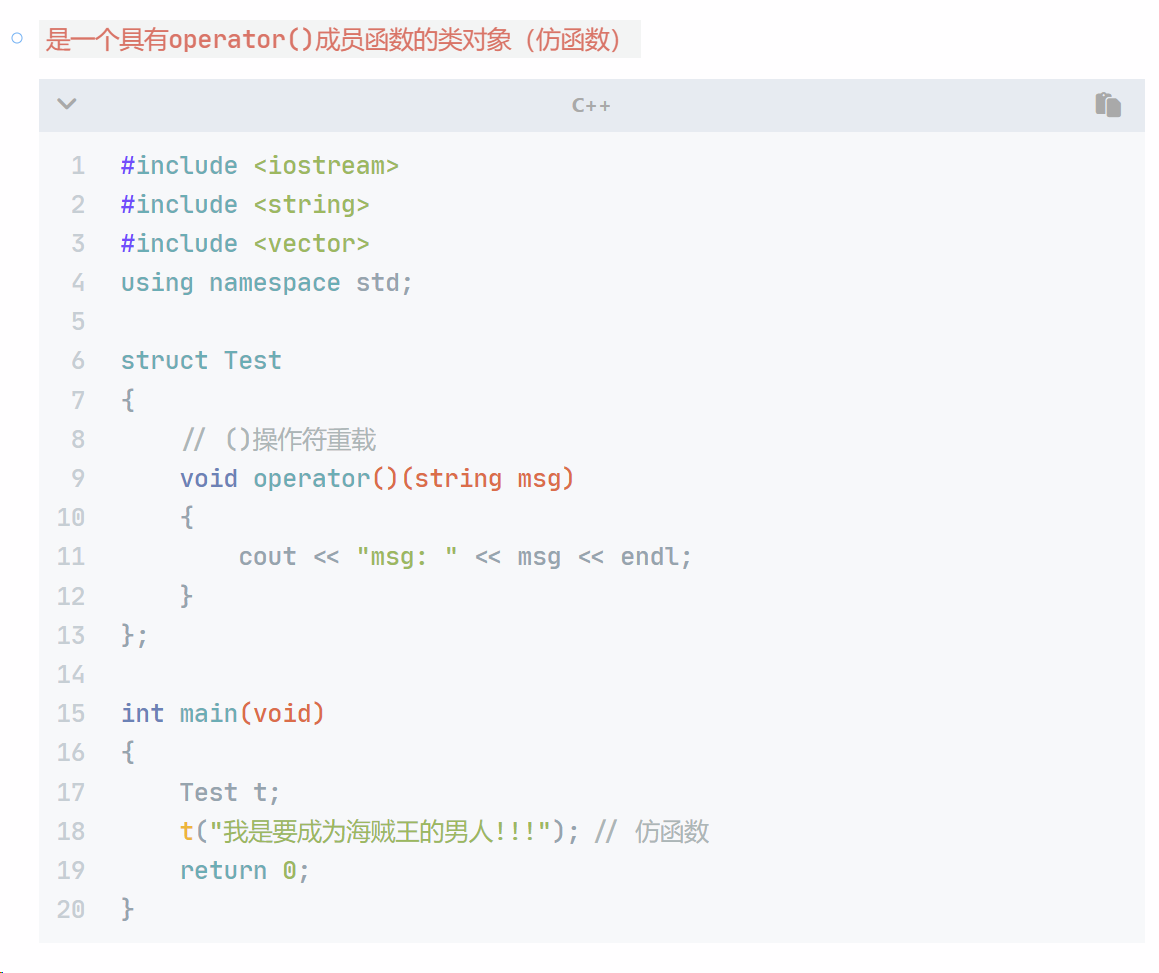 是一个具有operator()成员函数的类对象（仿函数）
C++
1 #include <iostream>
2 #include <string>
3 #include <vector>
4 using namespace std;
5
6 struct Test
7 {
8     // ()操作符重载
9     void operator()(string msg)
10     {
11         cout << "msg: " << msg << endl;
12     }
13 };
14
15 int main(void)
16 {
17     Test t;
18     t("我是要成为海贼王的男人!!!"); // 仿函数
19     return 0;
20 }